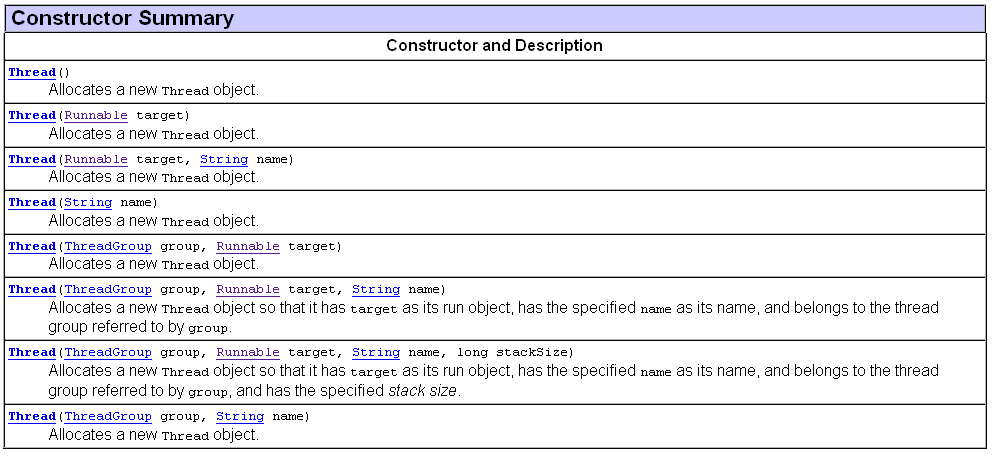 Constructor Summary
Constructor and Description
Thread()
Allocates a new Thread object.
Thread(Runnable target)
Allocates a new Thread object.
Thread(Runnable target, String name)
Allocates a new Thread object.
Thread(String name)
Allocates a new Thread object.
Thread(ThreadGroup group, Runnable target)
Allocates a new Thread object.
Thread(ThreadGroup group, Runnable target, String name)
Allocates a new Thread object so that it has target as its run object, has the specified name as its name, and belongs to the thread
group referred to by group.
Thread(ThreadGroup group, Runnable target, String name, long stackSize)
Allocates a new Thread object so that it has target as its run object, has the specified name as its name, and belongs to the thread
group referred to by group, and has the specified stack size.
Thread(ThreadGroup group, String name)
Allocates a new Thread object.